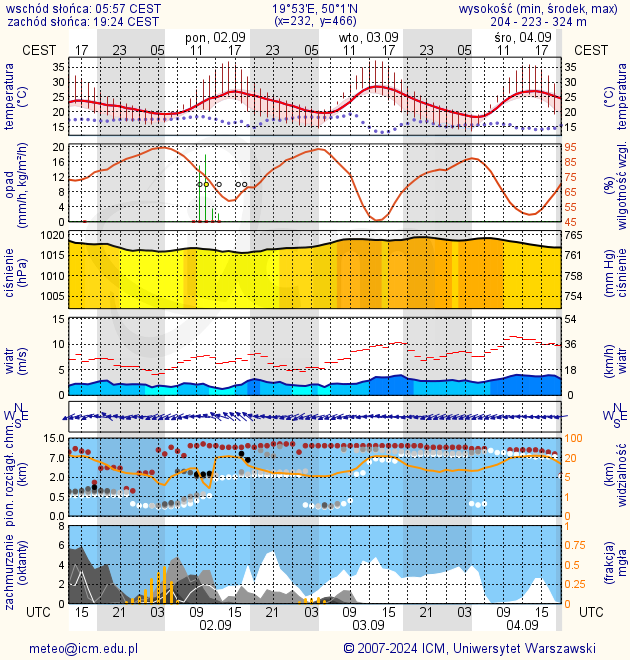 wschód słońca: 05:57 CEST 19°53'E, 50°1'N wysokość (min, środek, max)
zachód słońca: 19:24 CEST (x=232, y=466) 204 - 223 - 324 m
pon, 02.09 wto, 03.09 śro, 04.09
CEST 17 23 05 11 17 23 05 11 17 23 05 11 17 CEST
temperatura (°C)
35 30 25 20 15
35 30 25 20 15
temperatura (°C)
opad (mm/h, kg/m²/h)
20 16 12 8 4 0
95 85 75 65 55 45
wilgotność wzgl. (%)
ciśnienie (hPa)
1020 1015 1010 1005
765 761 758 754
ciśnienie (mm Hg)
wiatr (m/s)
15 10 5 0
54 36 18 0
wiatr (km/h)
N W E S
N W E S
pion. rozciągł. chm. (km)
15.0 7.0 2.0 0.5 0.0
100 20 5 1 0
widzialność (km)
zachmurzenie (oktanty)
8 6 4 2 0
1 0.75 0.5 0.25 0
mgła (frakcja)
UTC 15 21 03 09 15 21 03 09 15 21 03 09 15 UTC
02.09 03.09 04.09
meteo@icm.edu.pl © 2007-2024 ICM, Uniwersytet Warszawski